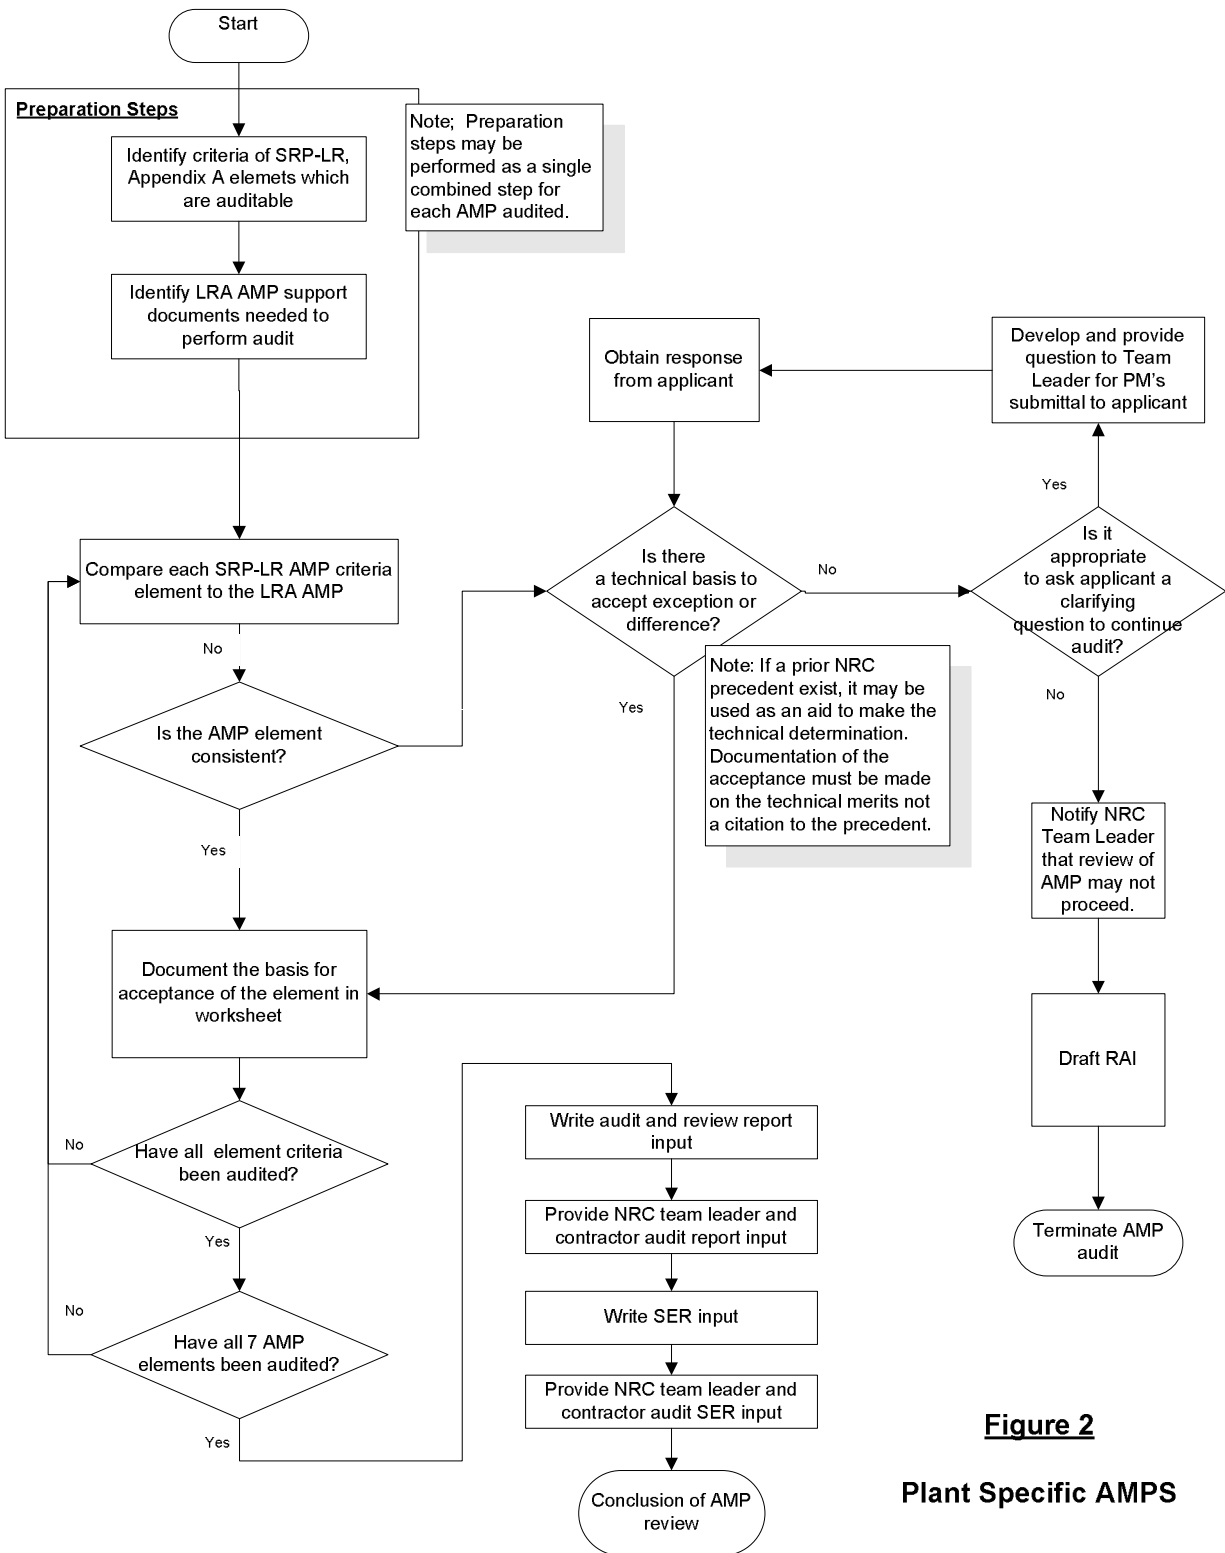 Start
Preparation Steps
Note; Preparation
steps may be
performed as a single
combined step for
each AMP audited.
Identify criteria of SRP-LR,
Appendix A elemets which
are auditable
Identify LRA AMP support
documents needed to
perform audit
Obtain response
from applicant
Develop and provide
question to Team
Leader for PM's
submittal to applicant
Yes
Compare each SRP-LR AMP criteria
element to the LRA AMP
Is there
a technical basis to
accept exception or
difference?
No
Is it
appropriate
to ask applicant a
clarifying
question to continue
audit?
No
Is the AMP element
consistent?
Yes
Note: If a prior NRC
precedent exist, it may be
used as an aid to make the
technical determination.
Documentation of the
acceptance must be made
on the technical merits not
a citation to the precedent.
No
Yes
Notify NRC
Team Leader
that review of
AMP may not
proceed.
Document the basis for
acceptance of the element in
worksheet
Draft RAI
No
Have all element criteria
been audited?
Yes
Write audit and review report
input
Provide NRC team leader and
contractor audit report input
Terminate AMP
audit
No
Have all 7 AMP
elements been audited?
Yes
Write SER input
Provide NRC team leader and
contractor audit SER input
Conclusion of AMP
review
Figure 2
Plant Specific AMPS